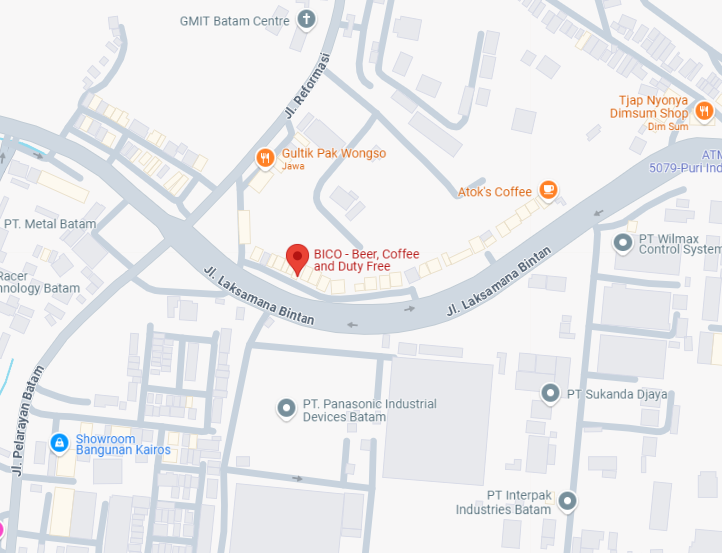 GMIT Batam Centre
Jl. Reformasi
Tjap Nyonya
Dimsum Shop
Dim Sum
Gultik Pak Wongso
Jawa
ATM
5079-Puri Ind
Atok's Coffee
PT. Metal Batam
BICO - Beer, Coffee
and Duty Free
PT Wilmax
Control System
Racer
hnology Batam
Jl. Laksamana Bintan
Jl. Laksamana Bintan
Jl. Pelarayan Batam
PT. Panasonic Industrial
Devices Batam
PT Sukanda Djaya
Showroom
Bangunan Kairos
PT Interpak
Industries Batam